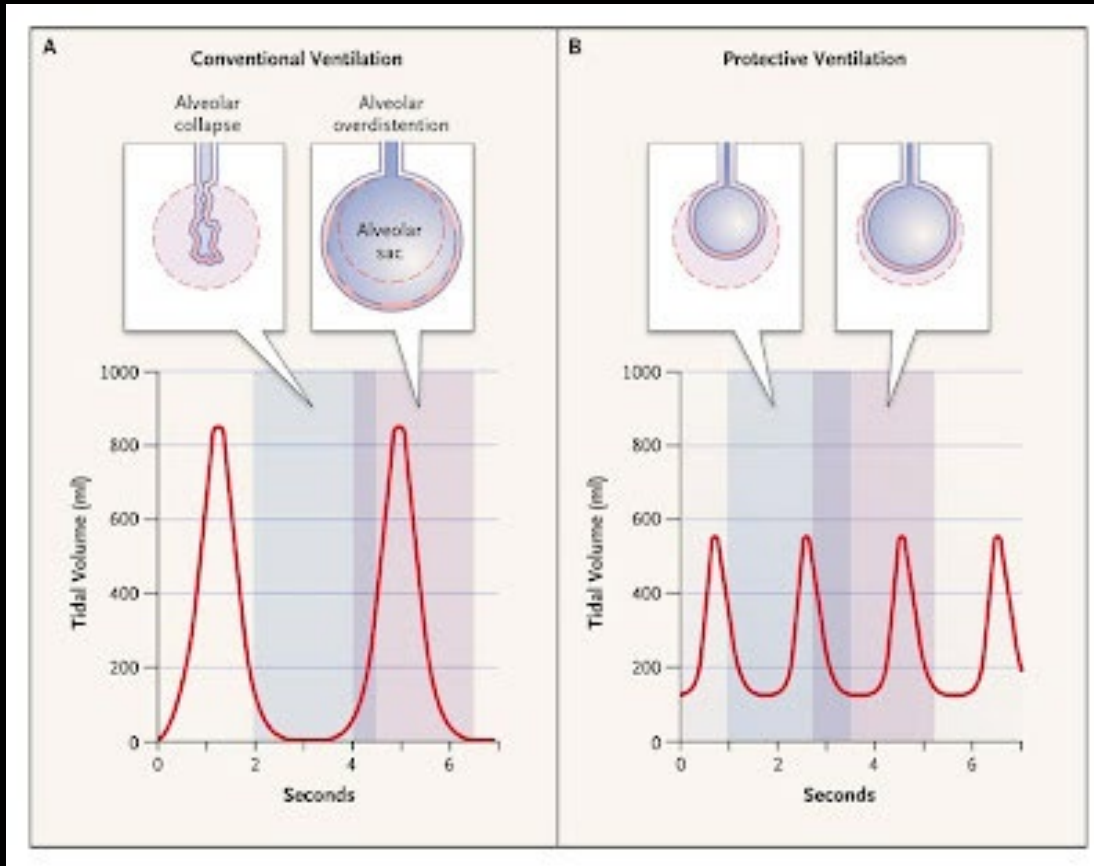 A
Conventional Ventilation
Alveolar
collapse
Alveolar
overdistention
Alveolar
sac
1000
800
600
400
200
0
Tidal Volume (ml)
0 2 4 6
Seconds
B
Protective Ventilation
1000
800
600
400
200
0
Tidal Volume (ml)
0 2 4 6
Seconds